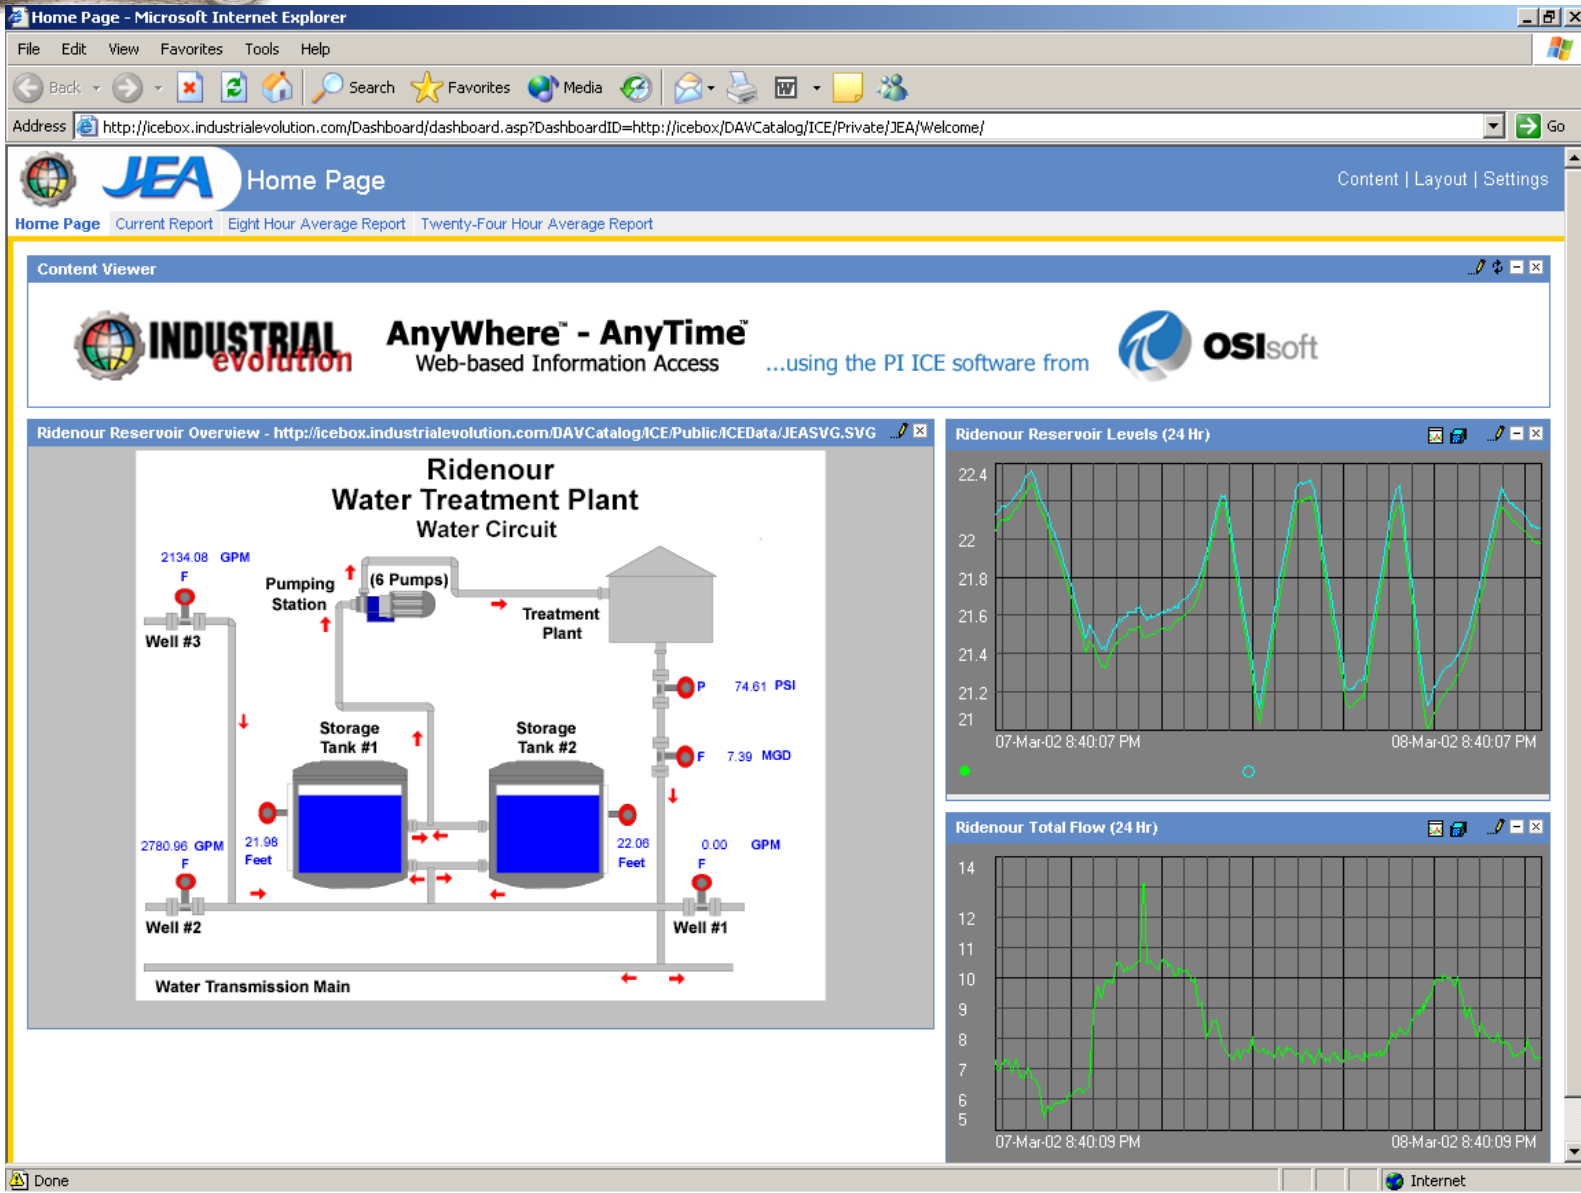 Home Page - Microsoft Internet Explorer
File Edit View Favorites Tools Help
Back Search Favorites Media
Address http://icebox.industrialevolution.com/Dashboard/dashboard.asp?DashboardID=http://icebox/DAVCatalog/ICE/Private/JEA/Welcome/ Go
JEA Home Page Content | Layout | Settings
Home Page Current Report Eight Hour Average Report Twenty-Four Hour Average Report
Content Viewer
INDUSTRIAL
evolution
AnyWhere™ - AnyTime™
Web-based Information Access
...using the PI ICE software from
OSIsoft
Ridenour Reservoir Overview - http://icebox.industrialevolution.com/DAVCatalog/ICE/Public/ICEData/JEASVG.SVG
Ridenour
Water Treatment Plant
Water Circuit
2134.08 GPM
F
Well #3
Pumping
Station
(6 Pumps)
Treatment
Plant
P 74.61 PSI
F 7.39 MGD
Storage
Tank #1
Storage
Tank #2
2780.96 GPM
F
21.98
Feet
22.06
Feet
0.00 GPM
F
Well #2
Well #1
Water Transmission Main
Ridenour Reservoir Levels (24 Hr)
22.4
22
21.8
21.6
21.4
21.2
21
07-Mar-02 8:40:07 PM 08-Mar-02 8:40:07 PM
Ridenour Total Flow (24 Hr)
14
12
11
10
9
8
7
6
5
07-Mar-02 8:40:09 PM 08-Mar-02 8:40:09 PM
Done Internet